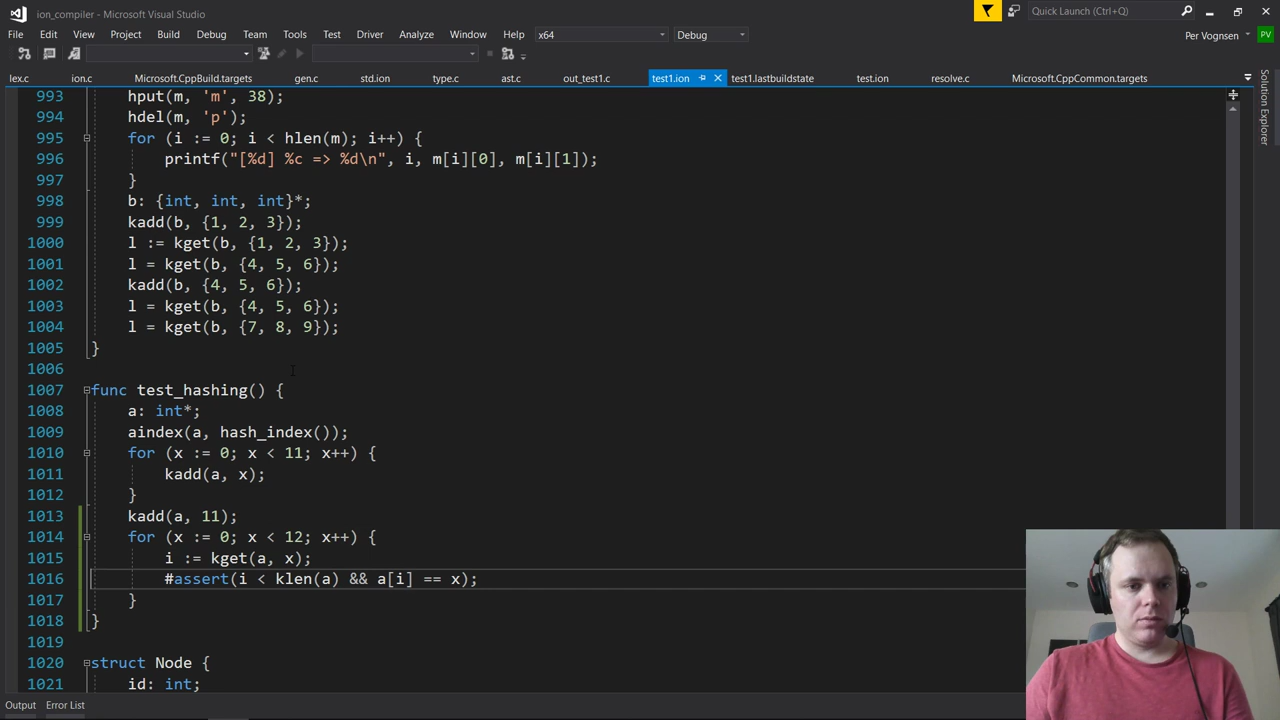 ion_compiler - Microsoft Visual Studio
Quick Launch (Ctrl+Q)
File Edit View Project Build Debug Team Tools Test Driver Analyze Window Help x64 Debug
Per Vognsen PV
lex.c ion.c Microsoft.CppBuild.targets gen.c std.ion type.c ast.c out_test1.c test1.ion test1.lastbuildstate test.ion resolve.c Microsoft.CppCommon.targets
Solution Explorer
993 hput(m, 'm', 38);
994 hdel(m, 'p');
995 for (i := 0; i < hlen(m); i++) {
996 printf("[%d] %c => %d\n", i, m[i][0], m[i][1]);
997 }
998 b: {int, int, int}*;
999 kadd(b, {1, 2, 3});
1000 l := kget(b, {1, 2, 3});
1001 l = kget(b, {4, 5, 6});
1002 kadd(b, {4, 5, 6});
1003 l = kget(b, {4, 5, 6});
1004 l = kget(b, {7, 8, 9});
1005 }
1006
1007 func test_hashing() {
1008 a: int*;
1009 aindex(a, hash_index());
1010 for (x := 0; x < 11; x++) {
1011 kadd(a, x);
1012 }
1013 kadd(a, 11);
1014 for (x := 0; x < 12; x++) {
1015 i := kget(a, x);
1016 #assert(i < klen(a) && a[i] == x);
1017 }
1018 }
1019
1020 struct Node {
1021 id: int;
Output Error List